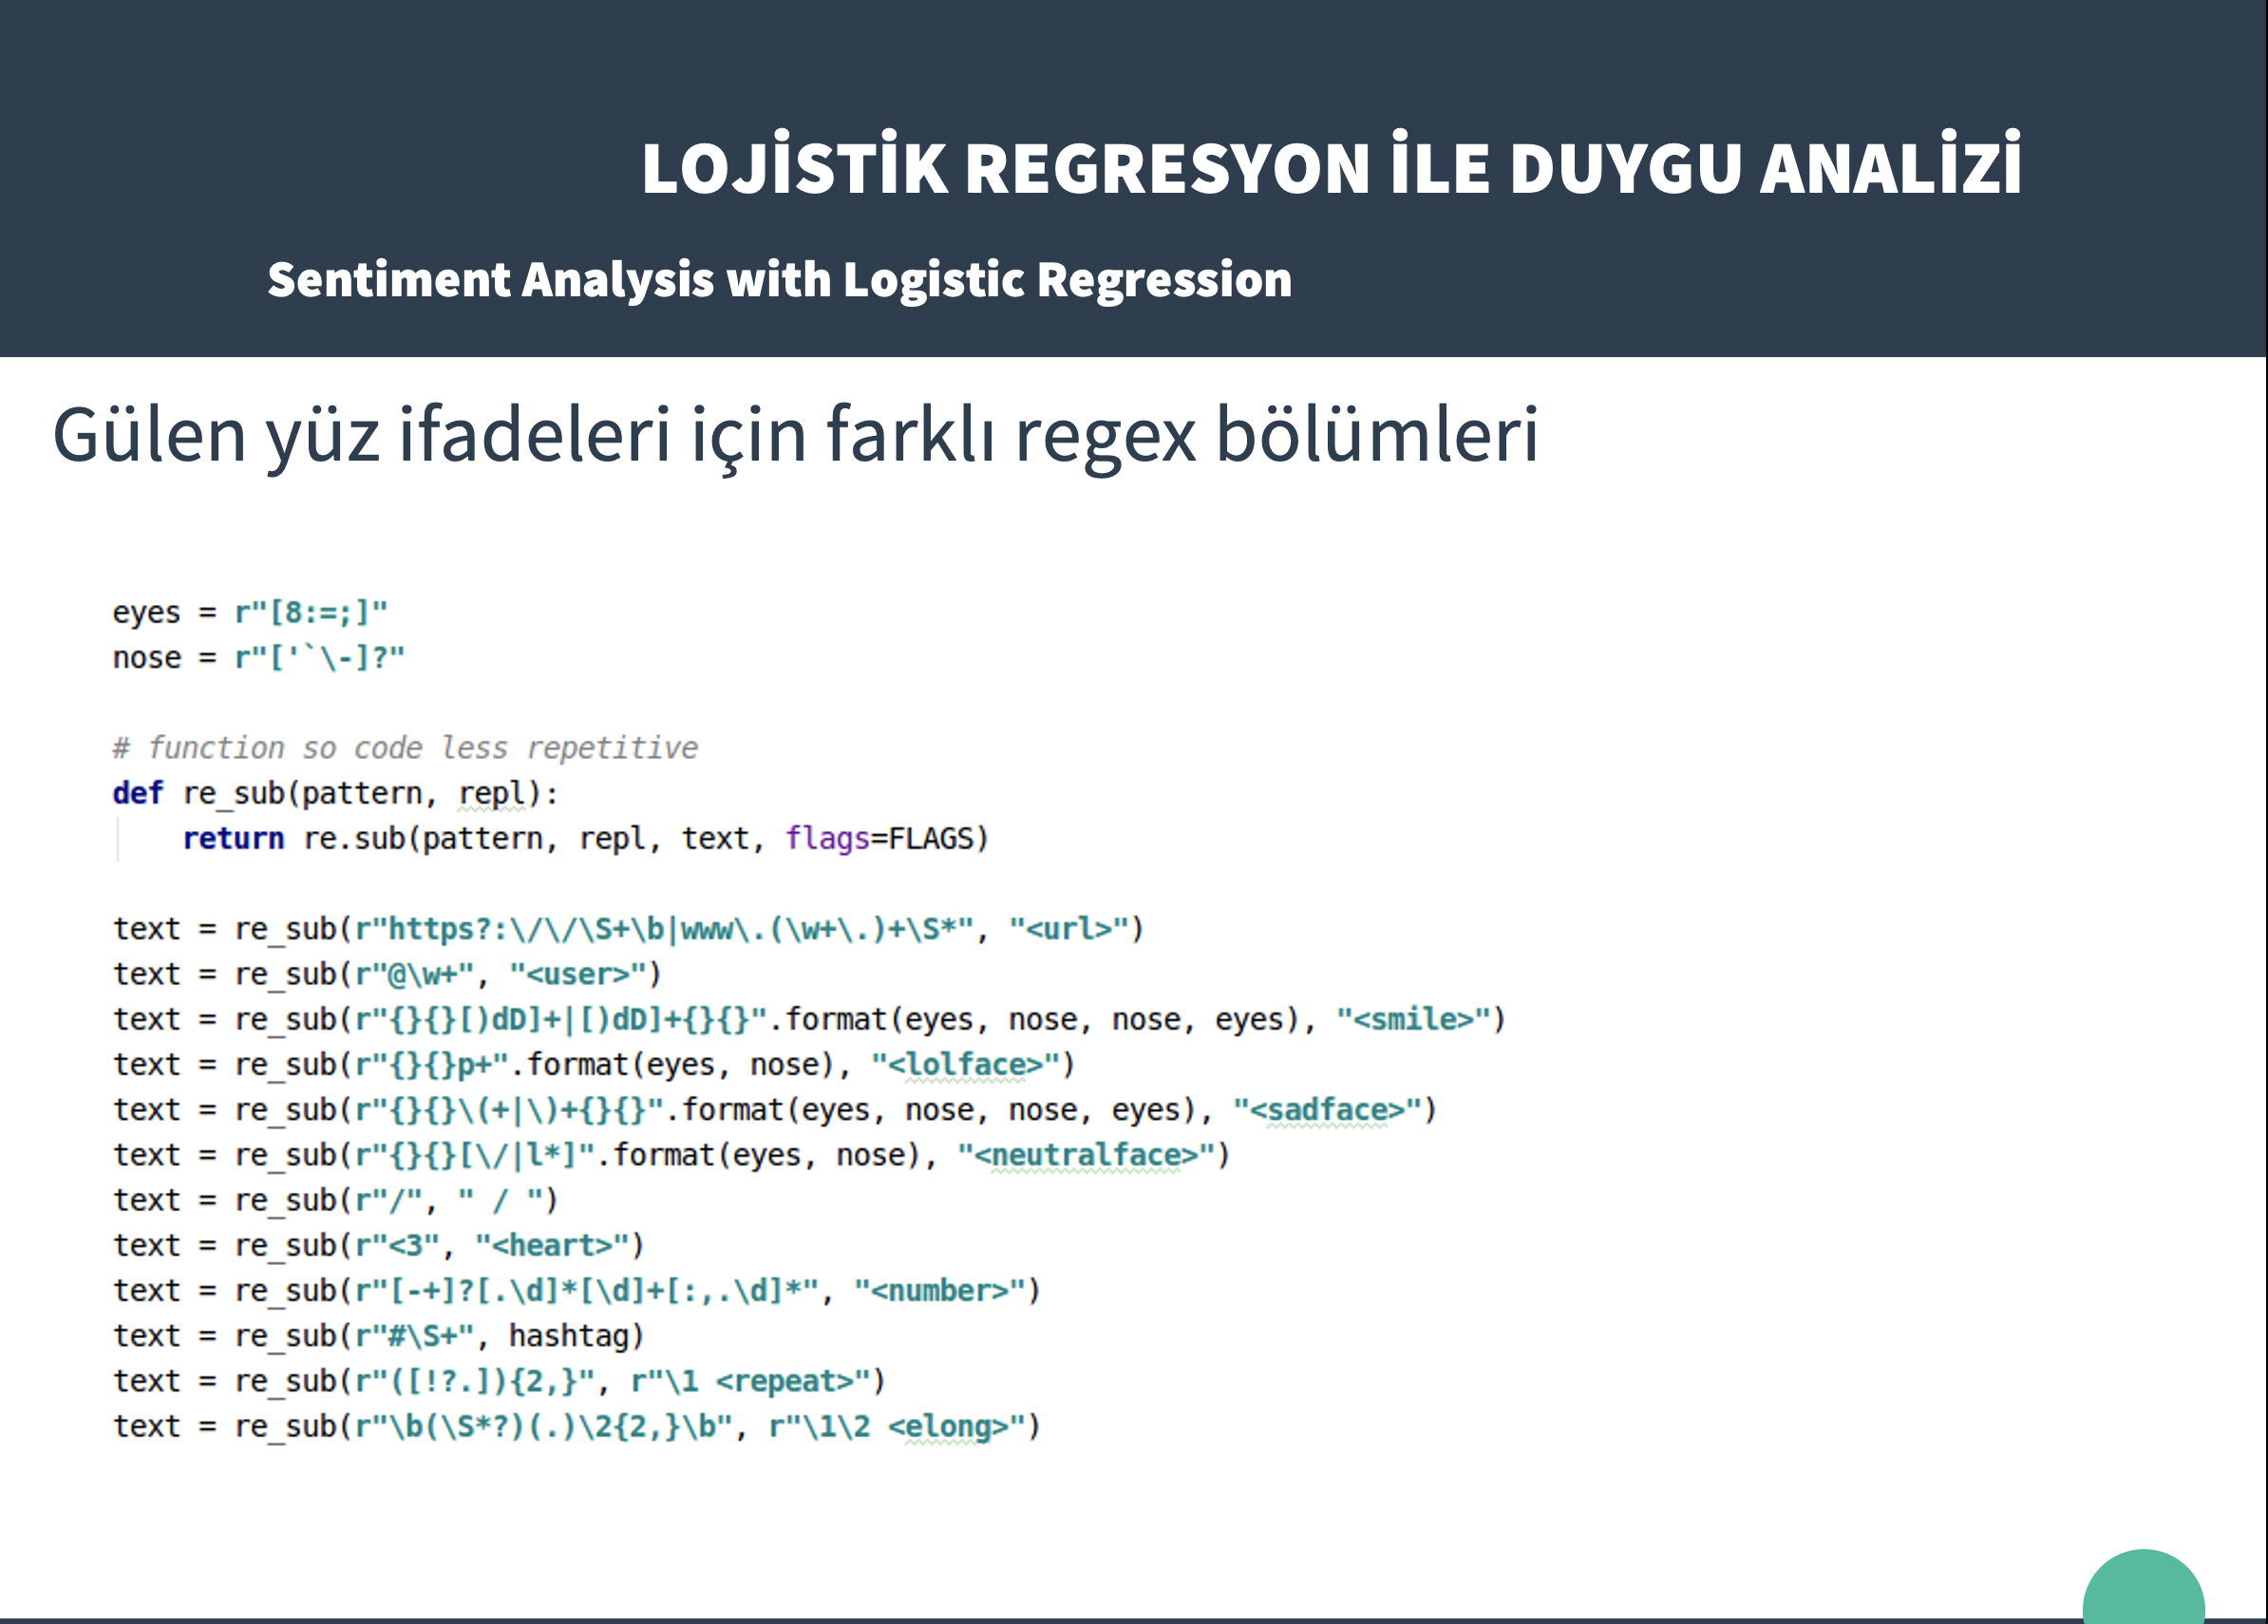 LOJİSTİK REGRESYON İLE DUYGU ANALİZİ
Sentiment Analysis with Logistic Regression
Gülen yüz ifadeleri için farklı regex bölümleri
eyes = r"[8:=;]"
nose = r"['`\-]?"
# function so code less repetitive
def re_sub(pattern, repl):
    return re.sub(pattern, repl, text, flags=FLAGS)
text = re_sub(r"https?:\/\/\S+\b|www\.(\w+\.)+\S*", "<url>")
text = re_sub(r"@\w+", "<user>")
text = re_sub(r"{}{}[)dD]+|[)dD]+{}{}".format(eyes, nose, nose, eyes), "<smile>")
text = re_sub(r"{}{}p+".format(eyes, nose), "<lolface>")
text = re_sub(r"{}{}\(+|\)+{}{}".format(eyes, nose, nose, eyes), "<sadface>")
text = re_sub(r"{}{}[\/|l*]".format(eyes, nose), "<neutralface>")
text = re_sub(r"/", " / ")
text = re_sub(r"<3", "<heart>")
text = re_sub(r"[-+]?[.\d]*[\d]+[:,.\d]*", "<number>")
text = re_sub(r"#\S+", hashtag)
text = re_sub(r"([!?.]){2,}", r"\1 <repeat>")
text = re_sub(r"\b(\S*?)(.)\2{2,}\b", r"\1\2 <elong>")